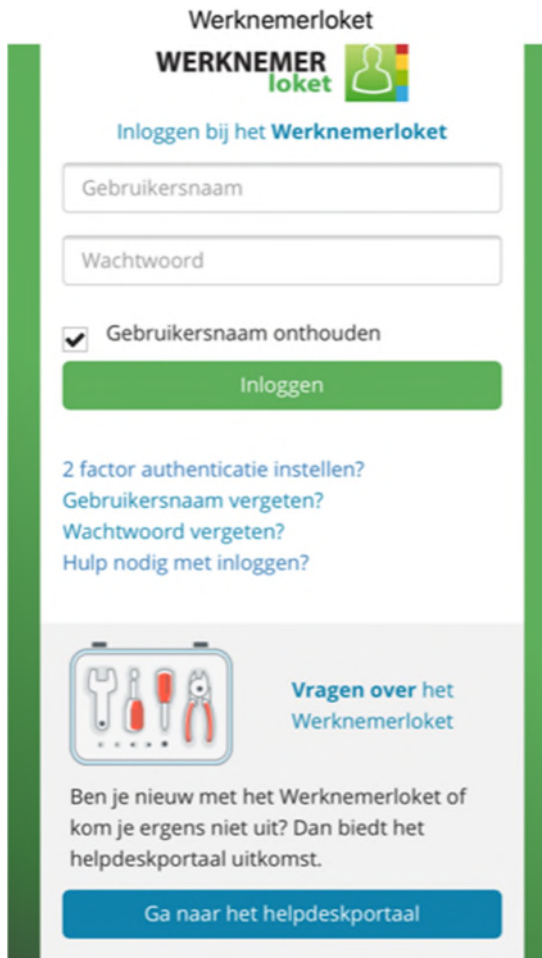 Werknemerloket
WERKNEMER
loket
Inloggen bij het Werknemerloket
Gebruikersnaam
Wachtwoord
Gebruikersnaam onthouden
Inloggen
2 factor authenticatie instellen?
Gebruikersnaam vergeten?
Wachtwoord vergeten?
Hulp nodig met inloggen?
Vragen over het
Werknemerloket
Ben je nieuw met het Werknemerloket of
kom je ergens niet uit? Dan biedt het
helpdeskportaal uitkomst.
Ga naar het helpdeskportaal